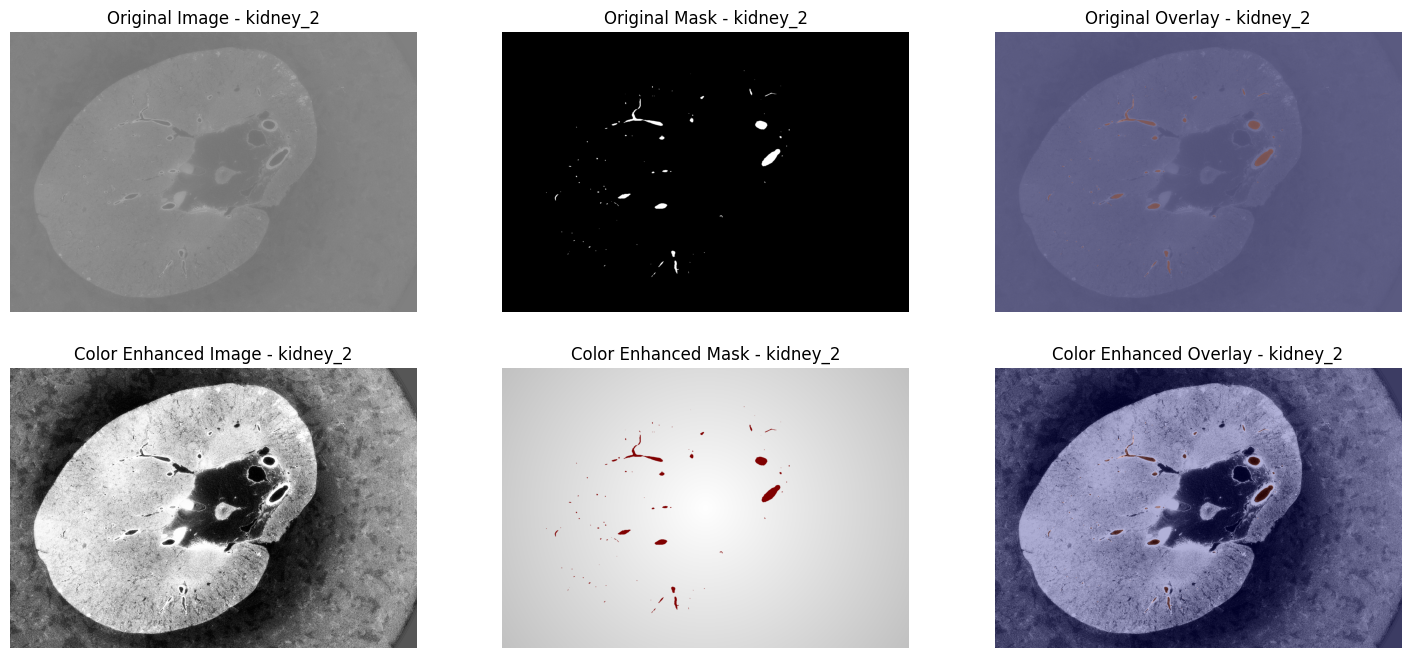 Original Image - kidney_2
Original Mask - kidney_2
Original Overlay - kidney_2
Color Enhanced Image - kidney_2
Color Enhanced Mask - kidney_2
Color Enhanced Overlay - kidney_2